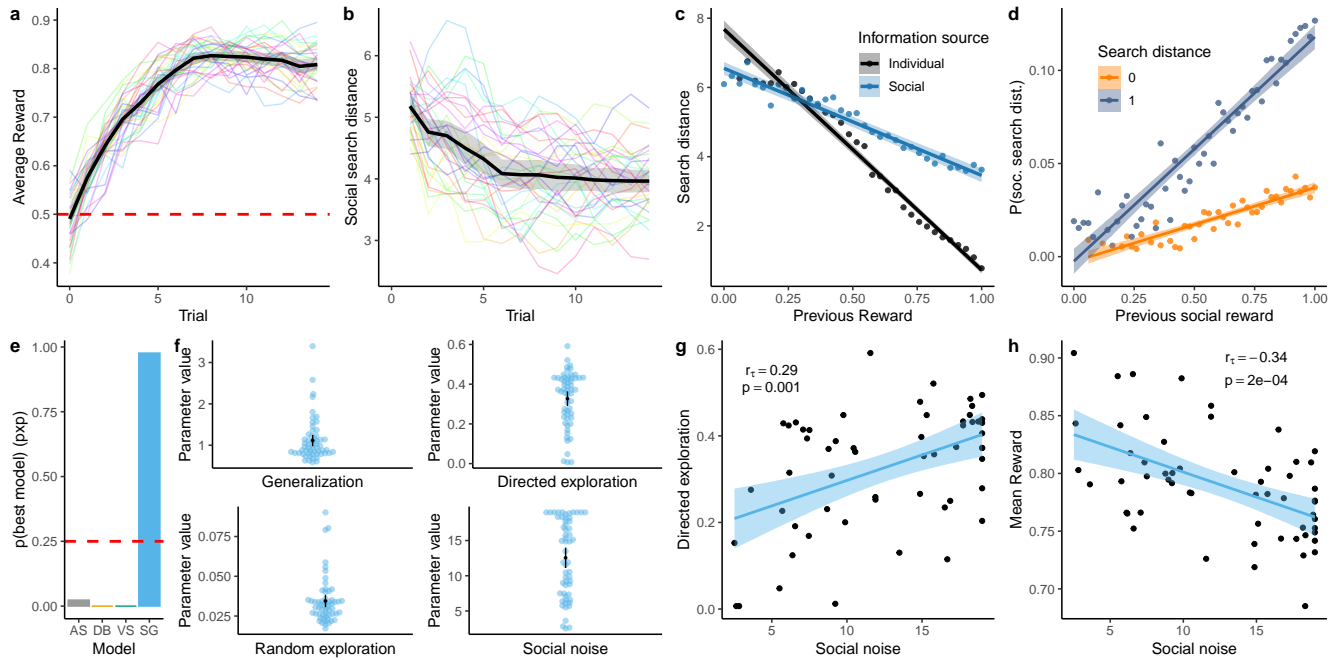 a
Average Reward
0.9
0.8
0.7
0.6
0.5
0.4
0
5
10
Trial
b
Social search distance
6
5
4
3
0
5
10
Trial
c
Search distance
8
6
4
2
0.00
0.25
0.50
0.75
1.00
Previous Reward
Information source
Individual
Social
d
P(soc. search dist.)
0.10
0.05
0.00
0.00
0.25
0.50
0.75
1.00
Previous social reward
Search distance
0
1
e
p(best model) (pxp)
1.00
0.75
0.50
0.25
0.00
AS DB VS SG
Model
f
Parameter value
3
2
1
Generalization
Parameter value
0.6
0.4
0.2
0.0
Directed exploration
Parameter value
0.075
0.050
0.025
Random exploration
Parameter value
15
10
5
Social noise
g
Directed exploration
0.6
0.4
0.2
0.0
5
10
15
Social noise
rτ = 0.29
p = 0.001
h
Mean Reward
0.90
0.85
0.80
0.75
0.70
5
10
15
Social noise
rτ = −0.34
p = 2e−04